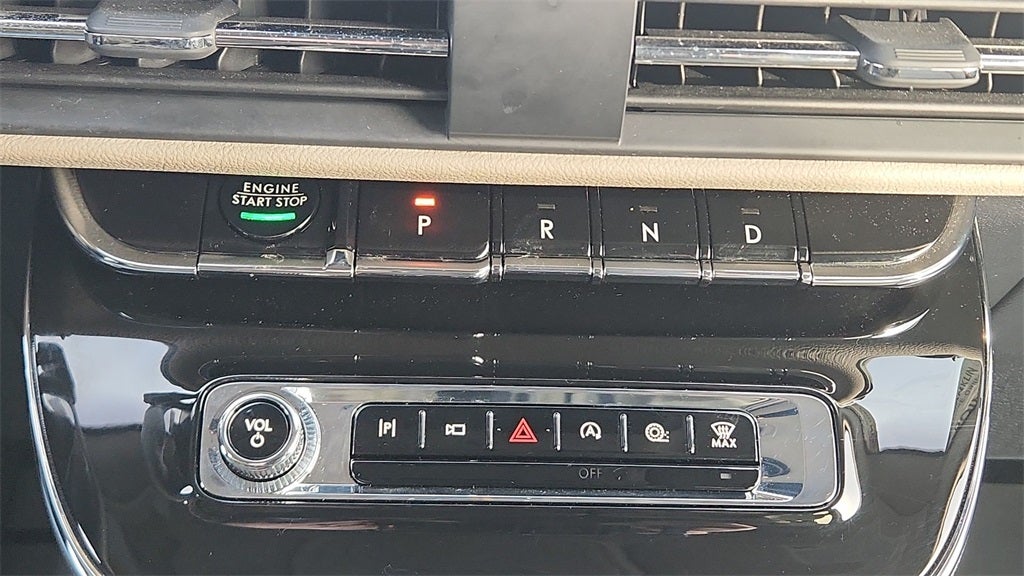 ENGINE
START STOP
P
R
N
D
VOL
P
A
MAX
OFF